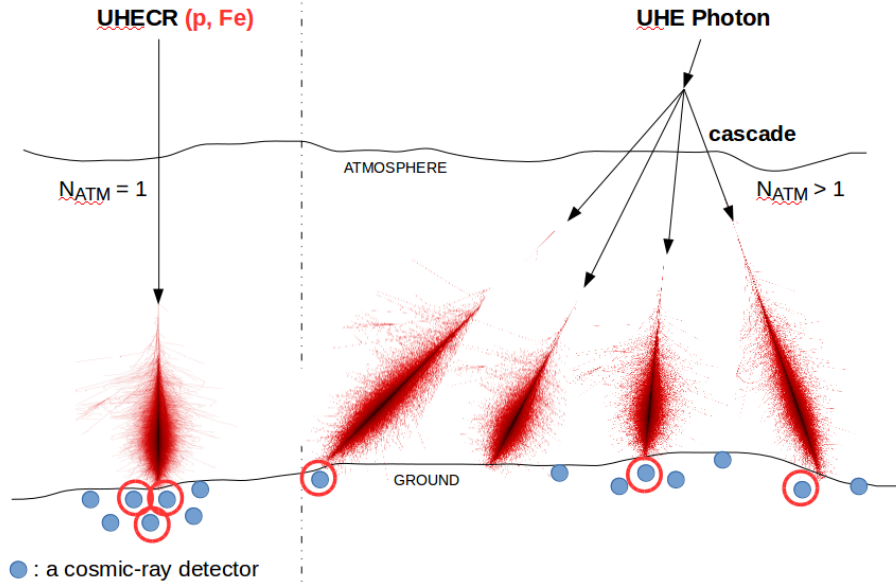 UHECR (p, Fe)
UHE Photon
cascade
ATMOSPHERE
NATM = 1
NATM > 1
GROUND
: a cosmic-ray detector